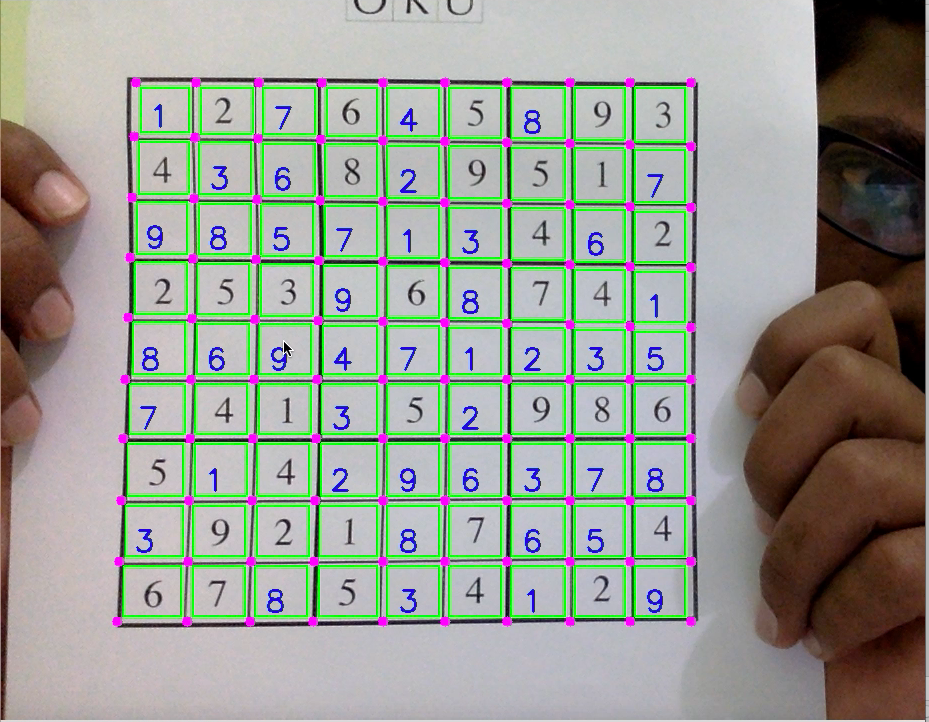 OKU
1 2 7 6 4 5 8 9 3
4 3 6 8 2 9 5 1 7
9 8 5 7 1 3 4 6 2
2 5 3 9 6 8 7 4 1
8 6 9 4 7 1 2 3 5
7 4 1 3 5 2 9 8 6
5 1 4 2 9 6 3 7 8
3 9 2 1 8 7 6 5 4
6 7 8 5 3 4 1 2 9